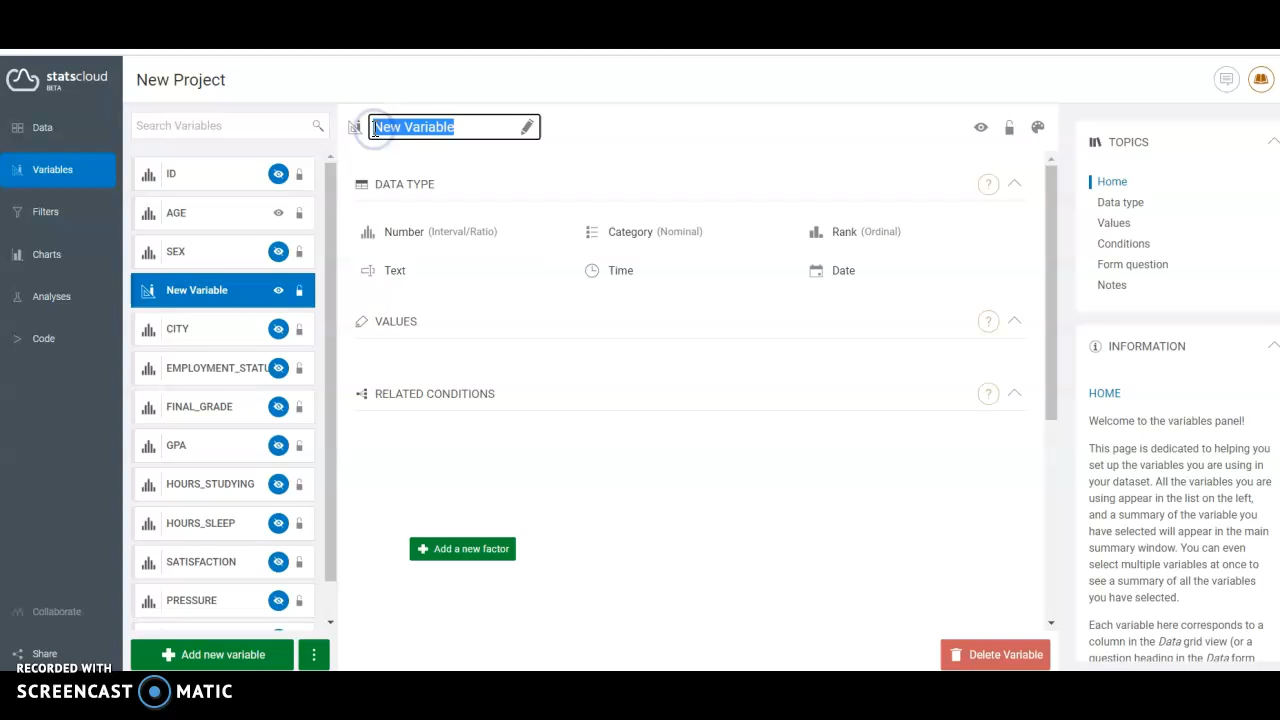 statscloud
BETA
New Project
Data
Variables
Filters
Charts
Analyses
Code
Collaborate
Share
Search Variables
ID
AGE
SEX
New Variable
CITY
EMPLOYMENT_STATU
FINAL_GRADE
GPA
HOURS_STUDYING
HOURS_SLEEP
SATISFACTION
PRESSURE
Add new variable
New Variable
DATA TYPE
?
Number (Interval/Ratio)
Category (Nominal)
Rank (Ordinal)
Text
Time
Date
VALUES
?
RELATED CONDITIONS
?
Add a new factor
Delete Variable
TOPICS
Home
Data type
Values
Conditions
Form question
Notes
INFORMATION
HOME
Welcome to the variables panel!
This page is dedicated to helping you
set up the variables you are using in
your dataset. All the variables you are
using appear in the list on the left,
and a summary of the variable you
have selected will appear in the main
summary window. You can even
select multiple variables at once to
see a summary of all the variables
you have selected.
Each variable here corresponds to a
column in the Data grid view (or a
question heading in the Data form
RECORDED WITH
SCREENCAST MATIC